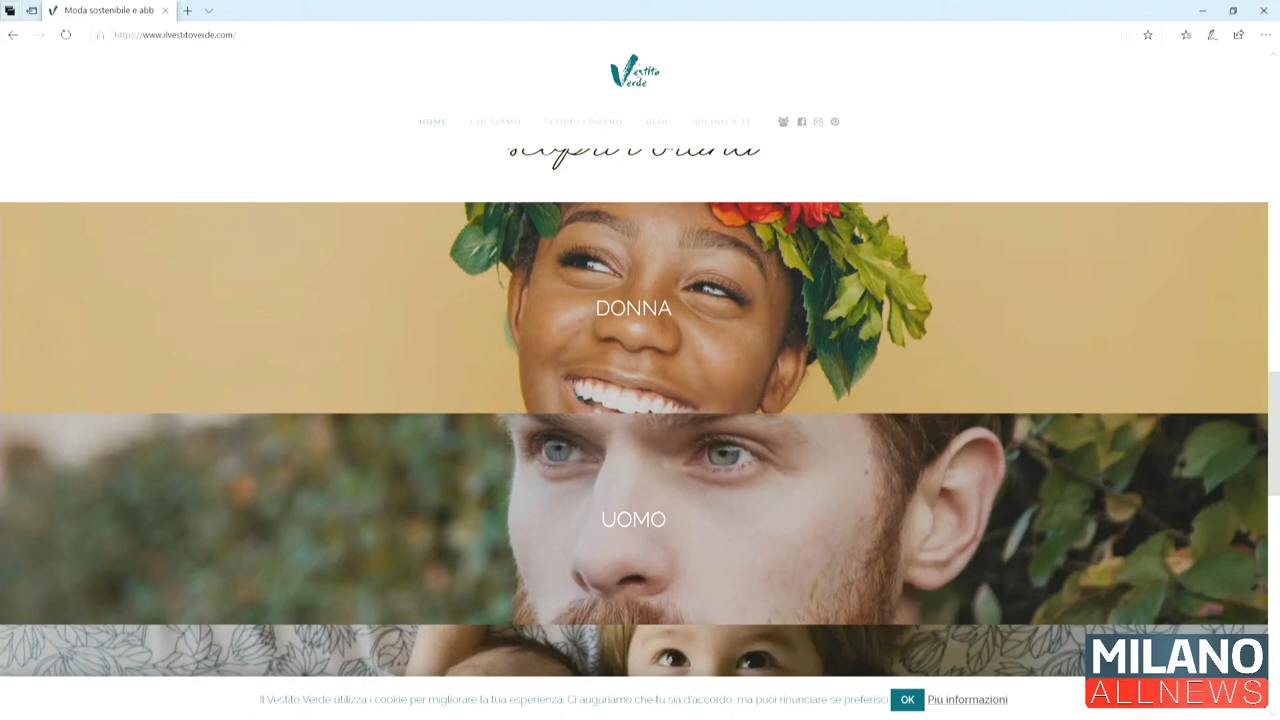 Moda sostenibile e abb
https://www.ilvestitoverde.com/
Vestito
Verde
HOME CHI SIAMO SCOPRI I BRAND BLOG VICINO A TE
DONNA
UOMO
Il Vestito Verde utilizza i cookie per migliorare la tua esperienza. Ci auguriamo che tu sia d'accordo, ma puoi rinunciare se preferisci OK Più informazioni
MILANO
ALLNEWS